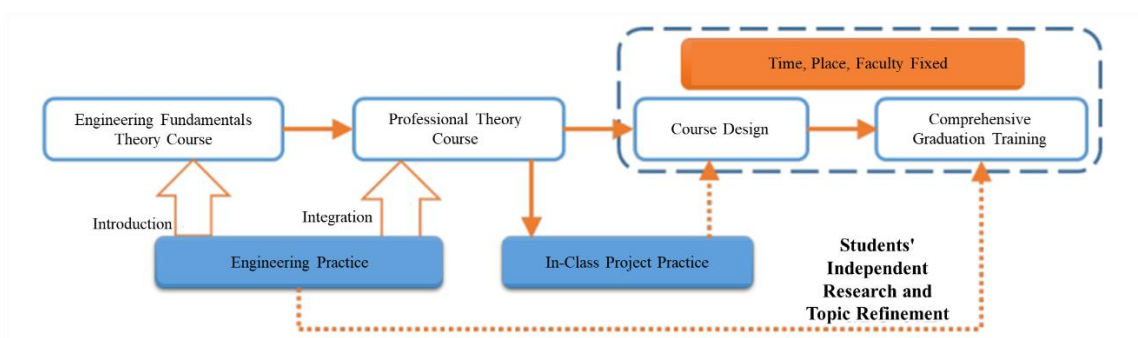 Time, Place, Faculty Fixed
Engineering Fundamentals
Theory Course
Professional Theory
Course
Course Design
Comprehensive
Graduation Training
Introduction
Integration
Engineering Practice
In-Class Project Practice
Students'
Independent
Research and
Topic Refinement